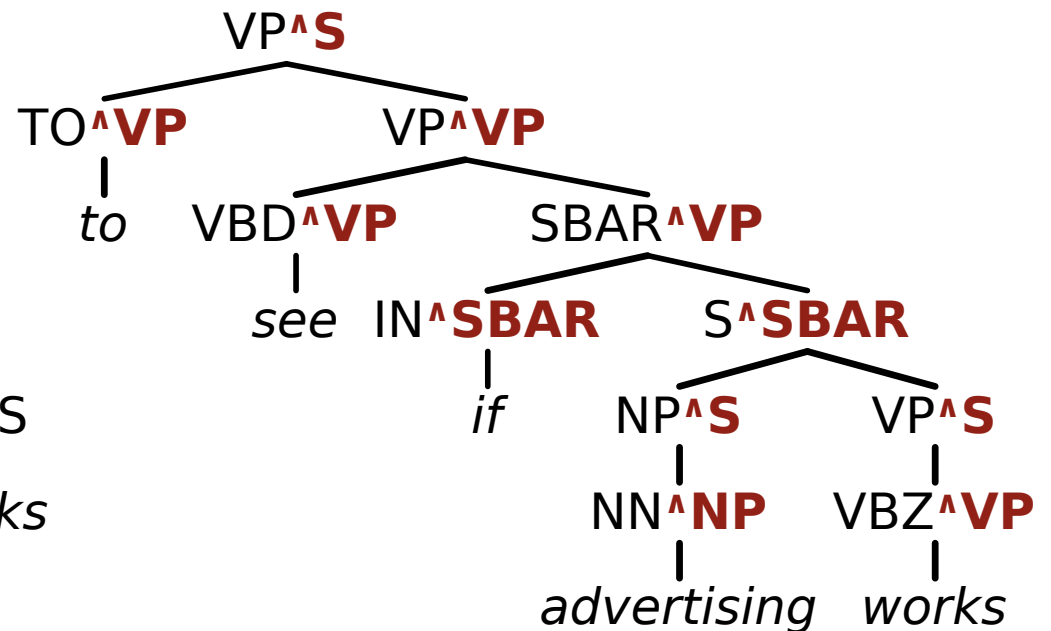 VP^S
TO^VP VP^VP
to VBD^VP SBAR^VP
see IN^SBAR S^SBAR
S if NP^S VP^S
ks NN^NP VBZ^VP
advertising works